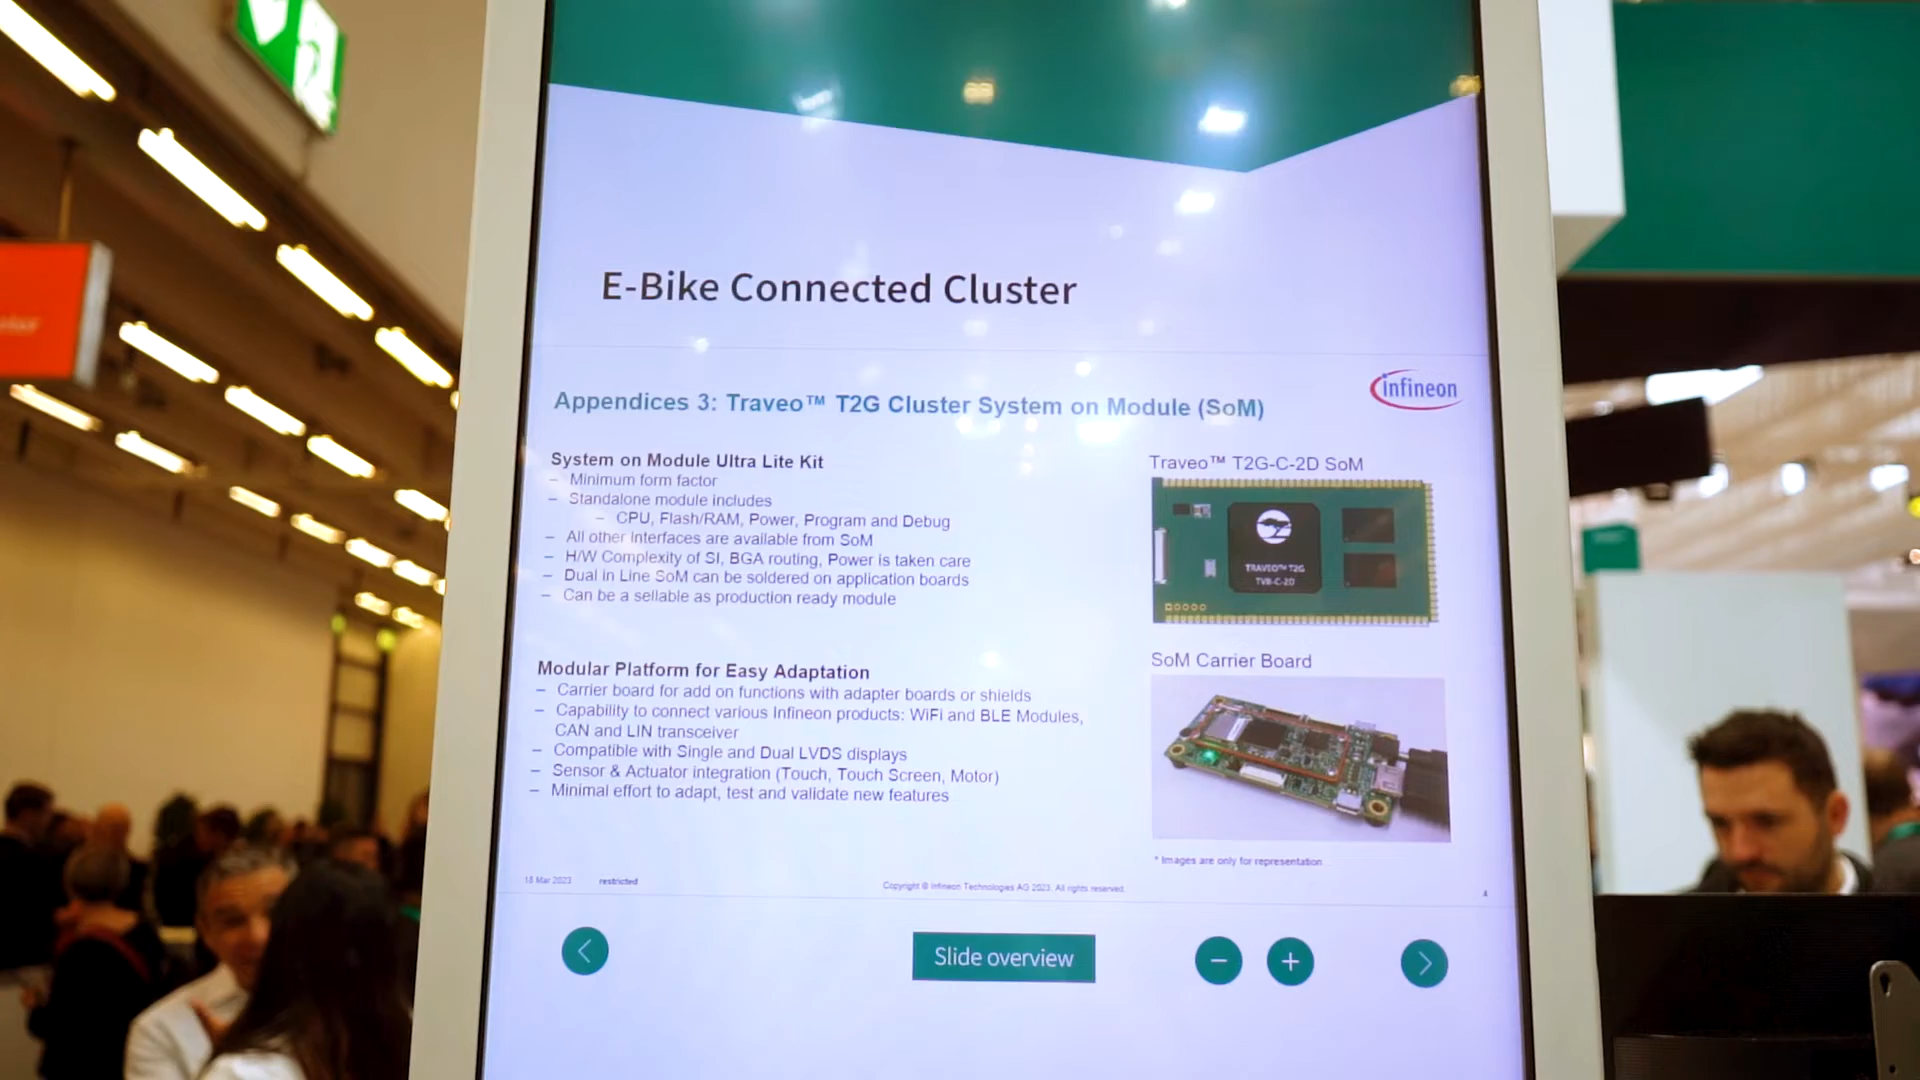 E-Bike Connected Cluster
infineon
Appendices 3: Traveo™ T2G Cluster System on Module (SoM)
System on Module Ultra Lite Kit
– Minimum form factor
– Standalone module includes
– CPU, Flash/RAM, Power, Program and Debug
– All other Interfaces are available from SoM
– H/W Complexity of SI, BGA routing, Power is taken care
– Dual in Line SoM can be soldered on application boards
– Can be a sellable as production ready module
Traveo™ T2G-C-2D SoM
TRAVEO™ T2G
TVII-C-2D
Modular Platform for Easy Adaptation
– Carrier board for add on functions with adapter boards or shields
– Capability to connect various Infineon products: WiFi and BLE Modules,
CAN and LIN transceiver
– Compatible with Single and Dual LVDS displays
– Sensor & Actuator integration (Touch, Touch Screen, Motor)
– Minimal effort to adapt, test and validate new features
SoM Carrier Board
* Images are only for representation
18 Mar 2023
restricted
Copyright © Infineon Technologies AG 2023. All rights reserved.
4
Slide overview